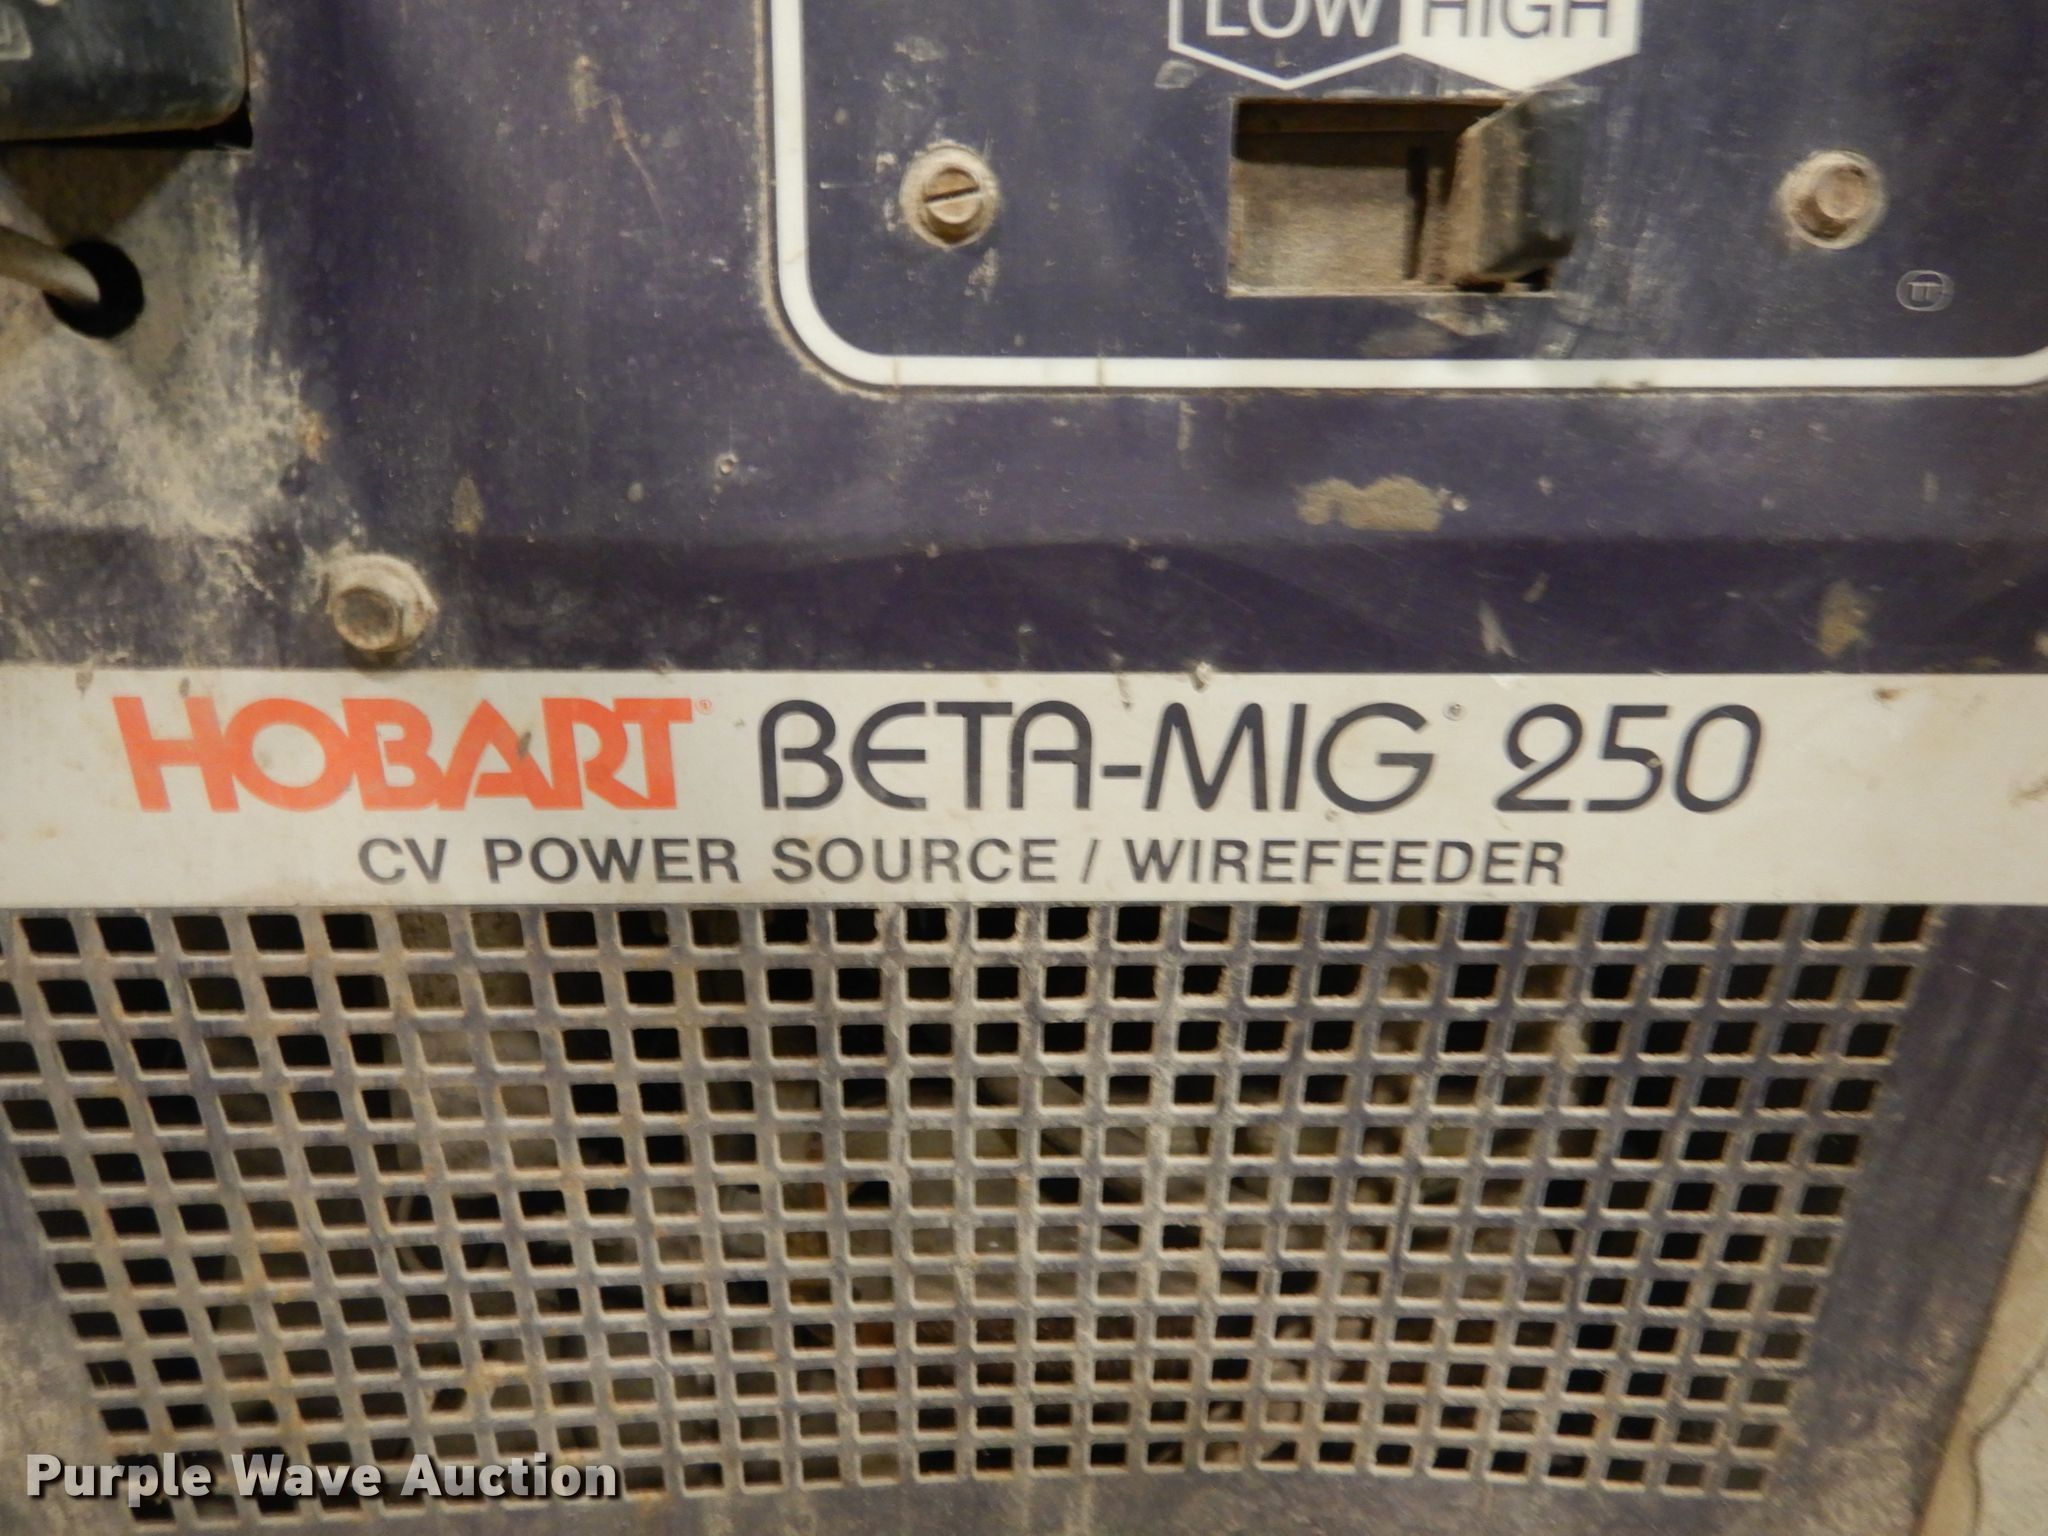 LOW HIGH
HOBART® BETA-MIG® 250
CV POWER SOURCE / WIREFEEDER
Purple Wave Auction